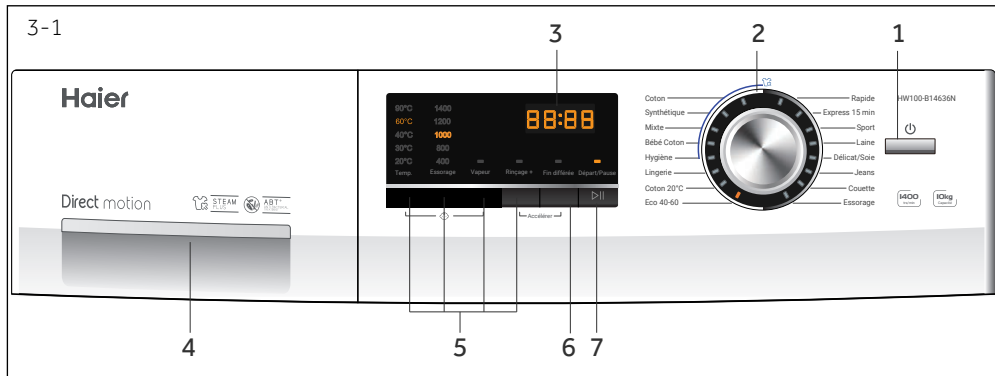 3-1
3
2
1
Haier
90°C 1400
60°C 1200
40°C 1000
30°C 800
20°C 400
Temp. Essorage Vapeur Rinçage + Fin différée Départ/Pause
88:88
Accélérer
Coton
Synthétique
Mixte
Bébé Coton
Hygiène
Lingerie
Coton 20°C
Eco 40-60
Rapide
Express 15 min
Sport
Laine
Délicat/Soie
Jeans
Couette
Essorage
HW100-B14636N
1400
10kg
Capacité
Direct motion
STEAM
PLUS
ABT®
4
5
6
7